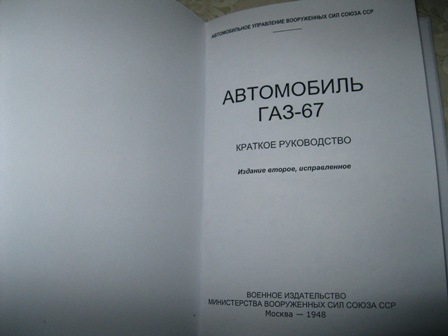 АВТОМОБИЛЬНОЕ УПРАВЛЕНИЕ ВООРУЖЕННЫХ СИЛ СОЮЗА ССР
АВТОМОБИЛЬ
ГАЗ-67
КРАТКОЕ РУКОВОДСТВО
Издание второе, исправленное
ВОЕННОЕ ИЗДАТЕЛЬСТВО
МИНИСТЕРСТВА ВООРУЖЕННЫХ СИЛ СОЮЗА ССР
Москва — 1948